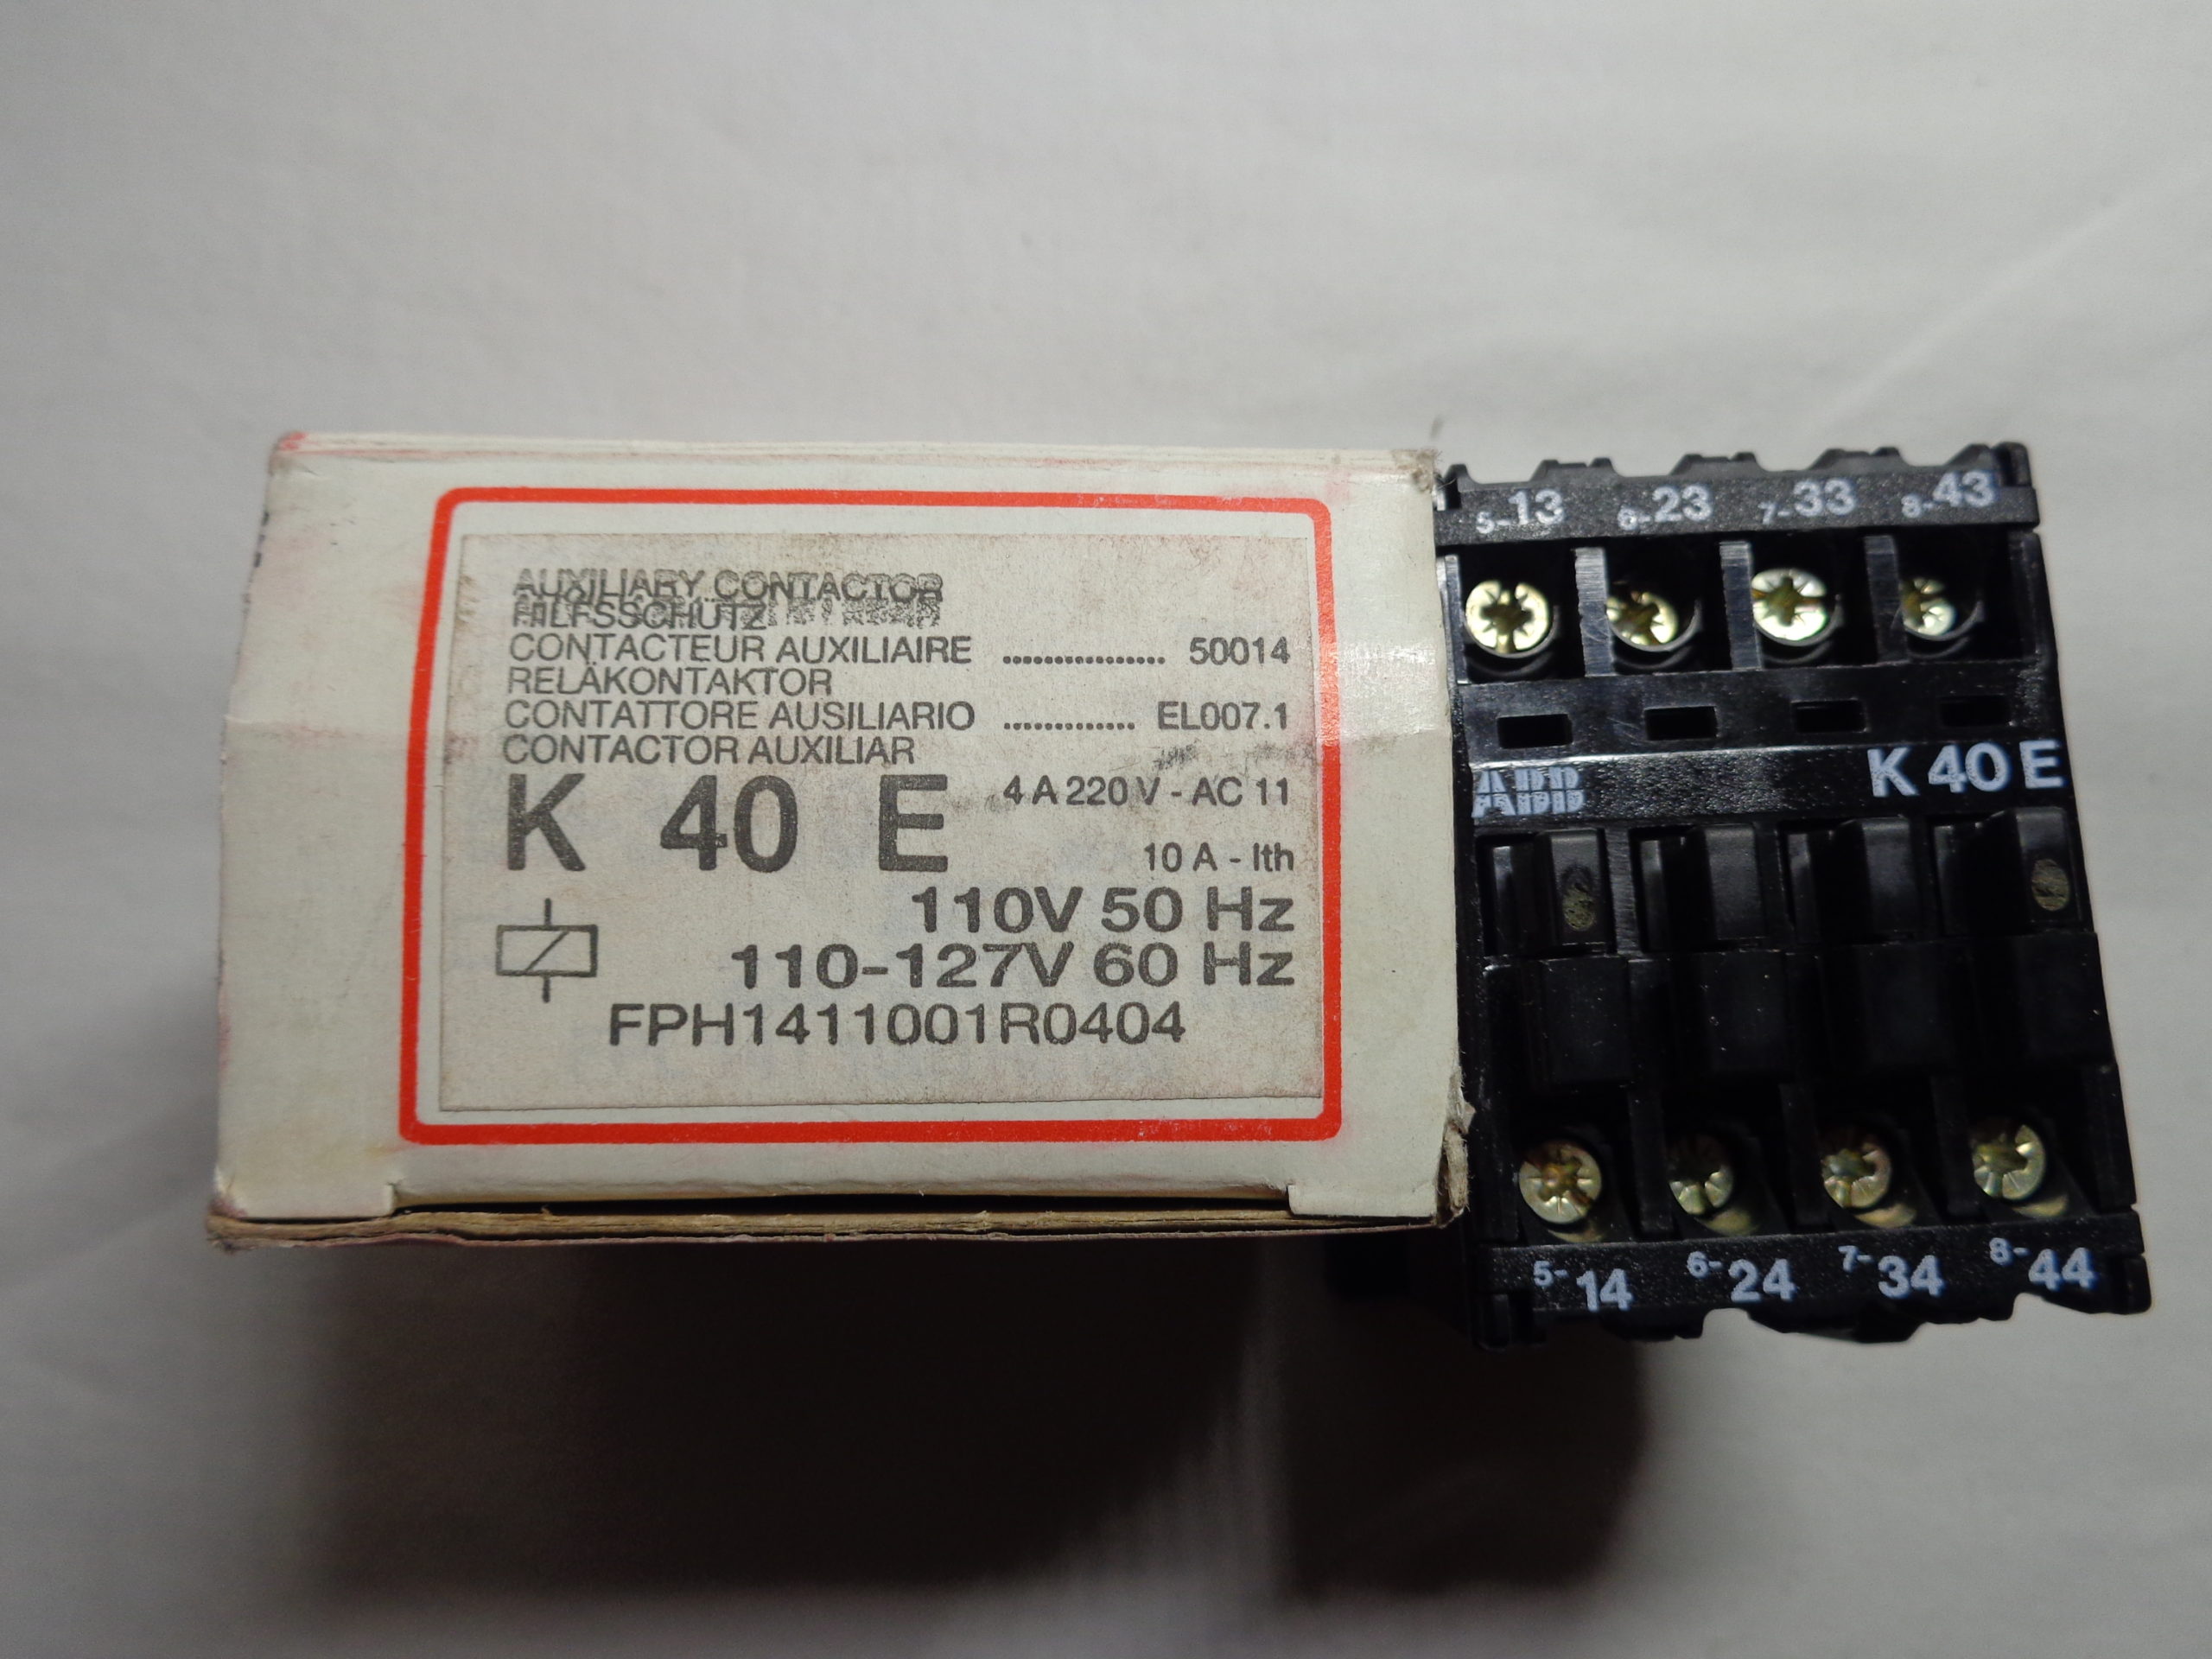 AUXILIARY CONTACTOR
HILFSSCHÜTZ
CONTACTEUR AUXILIAIRE ................ 50014
RELÄKONTAKTOR
CONTATTORE AUSILIARIO ............. EL007.1
CONTACTOR AUXILIAR
K 40 E 4 A 220 V - AC 11
10 A - Ith
110V 50 Hz
110-127V 60 Hz
FPH1411001R0404
5-13 6-23 7-33 8-43
ABB K 40 E
5-14 6-24 7-34 8-44